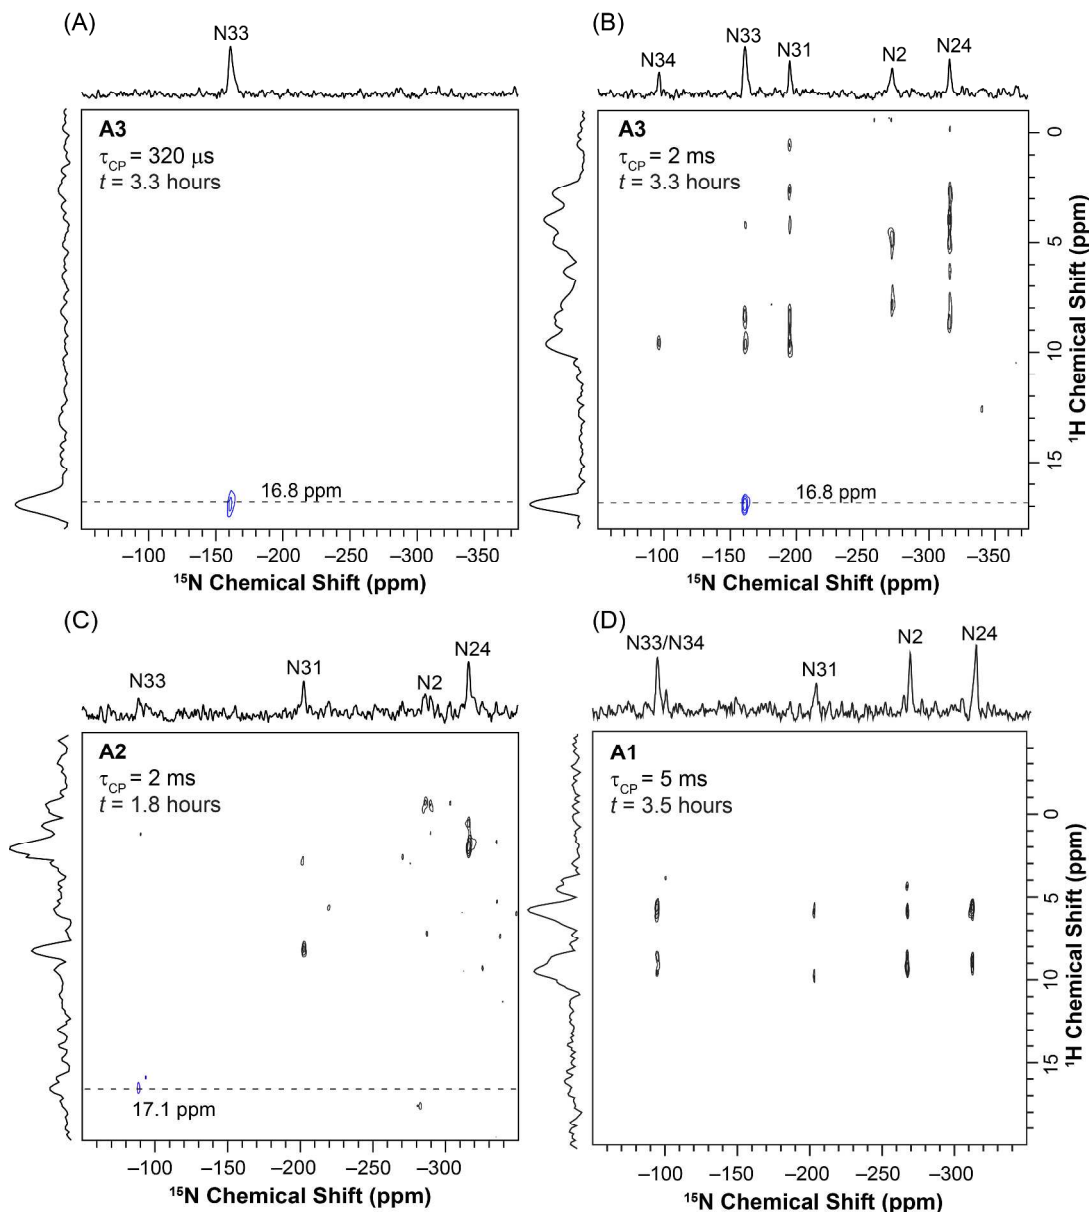 (A)
N33
A3
τCP = 320 μs
t = 3.3 hours
16.8 ppm
–100 –150 –200 –250 –300 –350
¹⁵N Chemical Shift (ppm)
(B)
N34 N33 N31 N2 N24
A3
τCP = 2 ms
t = 3.3 hours
16.8 ppm
0
5
10
15
¹H Chemical Shift (ppm)
–100 –150 –200 –250 –300 –350
¹⁵N Chemical Shift (ppm)
(C)
N33 N31 N2 N24
A2
τCP = 2 ms
t = 1.8 hours
17.1 ppm
–100 –200 –300
¹⁵N Chemical Shift (ppm)
(D)
N33/N34 N31 N2 N24
A1
τCP = 5 ms
t = 3.5 hours
0
5
10
15
¹H Chemical Shift (ppm)
–100 –150 –200 –250 –300
¹⁵N Chemical Shift (ppm)